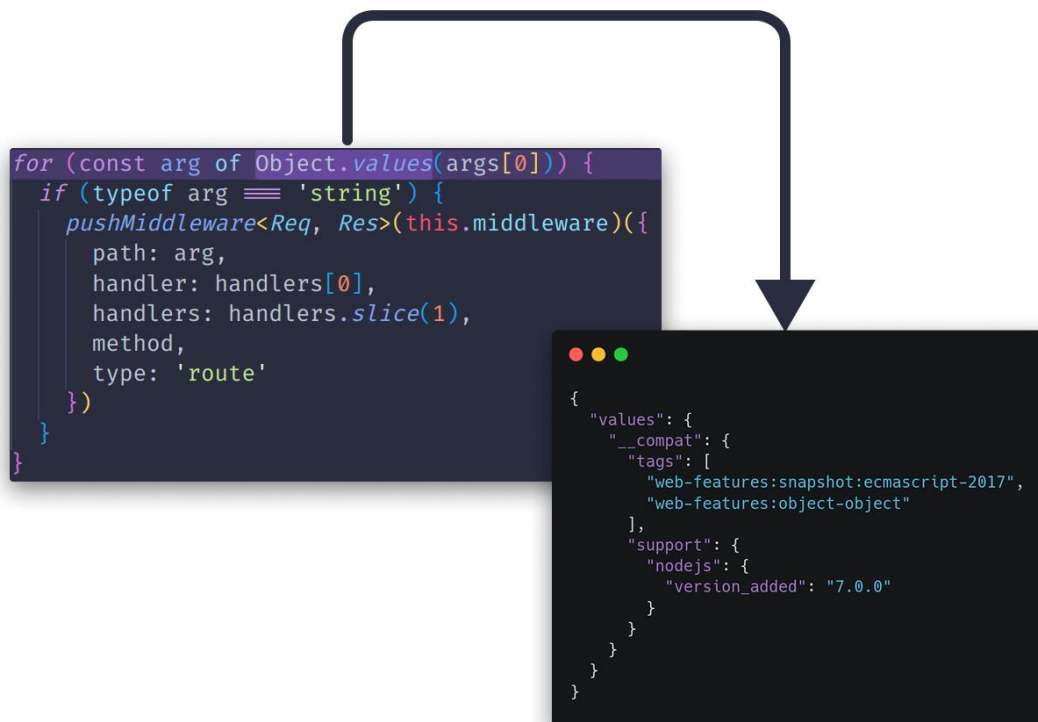 for (const arg of Object.values(args[0])) {
  if (typeof arg === 'string') {
    pushMiddleware<Req, Res>(this.middleware)({
      path: arg,
      handler: handlers[0],
      handlers: handlers.slice(1),
      method,
      type: 'route'
    })
  }
}
{
  "values": {
    "__compat": {
      "tags": [
        "web-features:snapshot:ecmascript-2017",
        "web-features:object-object"
      ],
      "support": {
        "nodejs": {
          "version_added": "7.0.0"
        }
      }
    }
  }
}